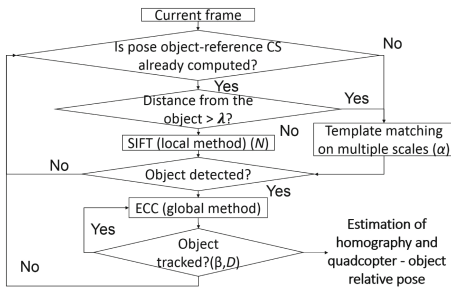 Current frame
Is pose object-reference CS
already computed?
No
Yes
Distance from the
object > λ?
Yes
No
SIFT (local method) (N)
Template matching
on multiple scales (α)
No
Object detected?
Yes
ECC (global method)
Yes
Object
tracked?(β,D)
No
Estimation of
homography and
quadcopter - object
relative pose